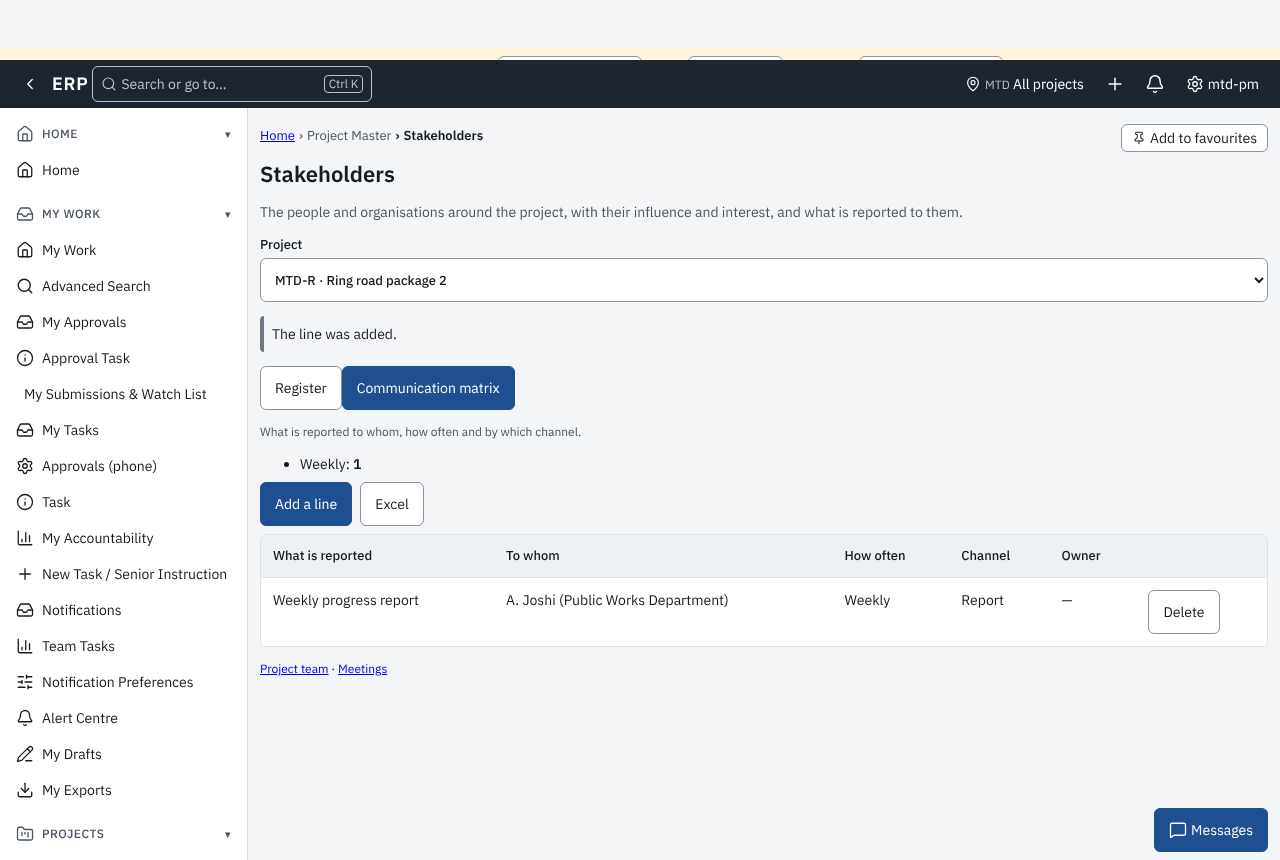 ERP
Search or go to...
Ctrl K
MTD All projects
mtd-pm
HOME
Home
MY WORK
My Work
Advanced Search
My Approvals
Approval Task
My Submissions & Watch List
My Tasks
Approvals (phone)
Task
My Accountability
New Task / Senior Instruction
Notifications
Team Tasks
Notification Preferences
Alert Centre
My Drafts
My Exports
PROJECTS
Home › Project Master › Stakeholders
Add to favourites
Stakeholders
The people and organisations around the project, with their influence and interest, and what is reported to them.
Project
MTD-R · Ring road package 2
The line was added.
Register
Communication matrix
What is reported to whom, how often and by which channel.
• Weekly: 1
Add a line
Excel
What is reported To whom How often Channel Owner
Weekly progress report A. Joshi (Public Works Department) Weekly Report —
Delete
Project team · Meetings
Messages